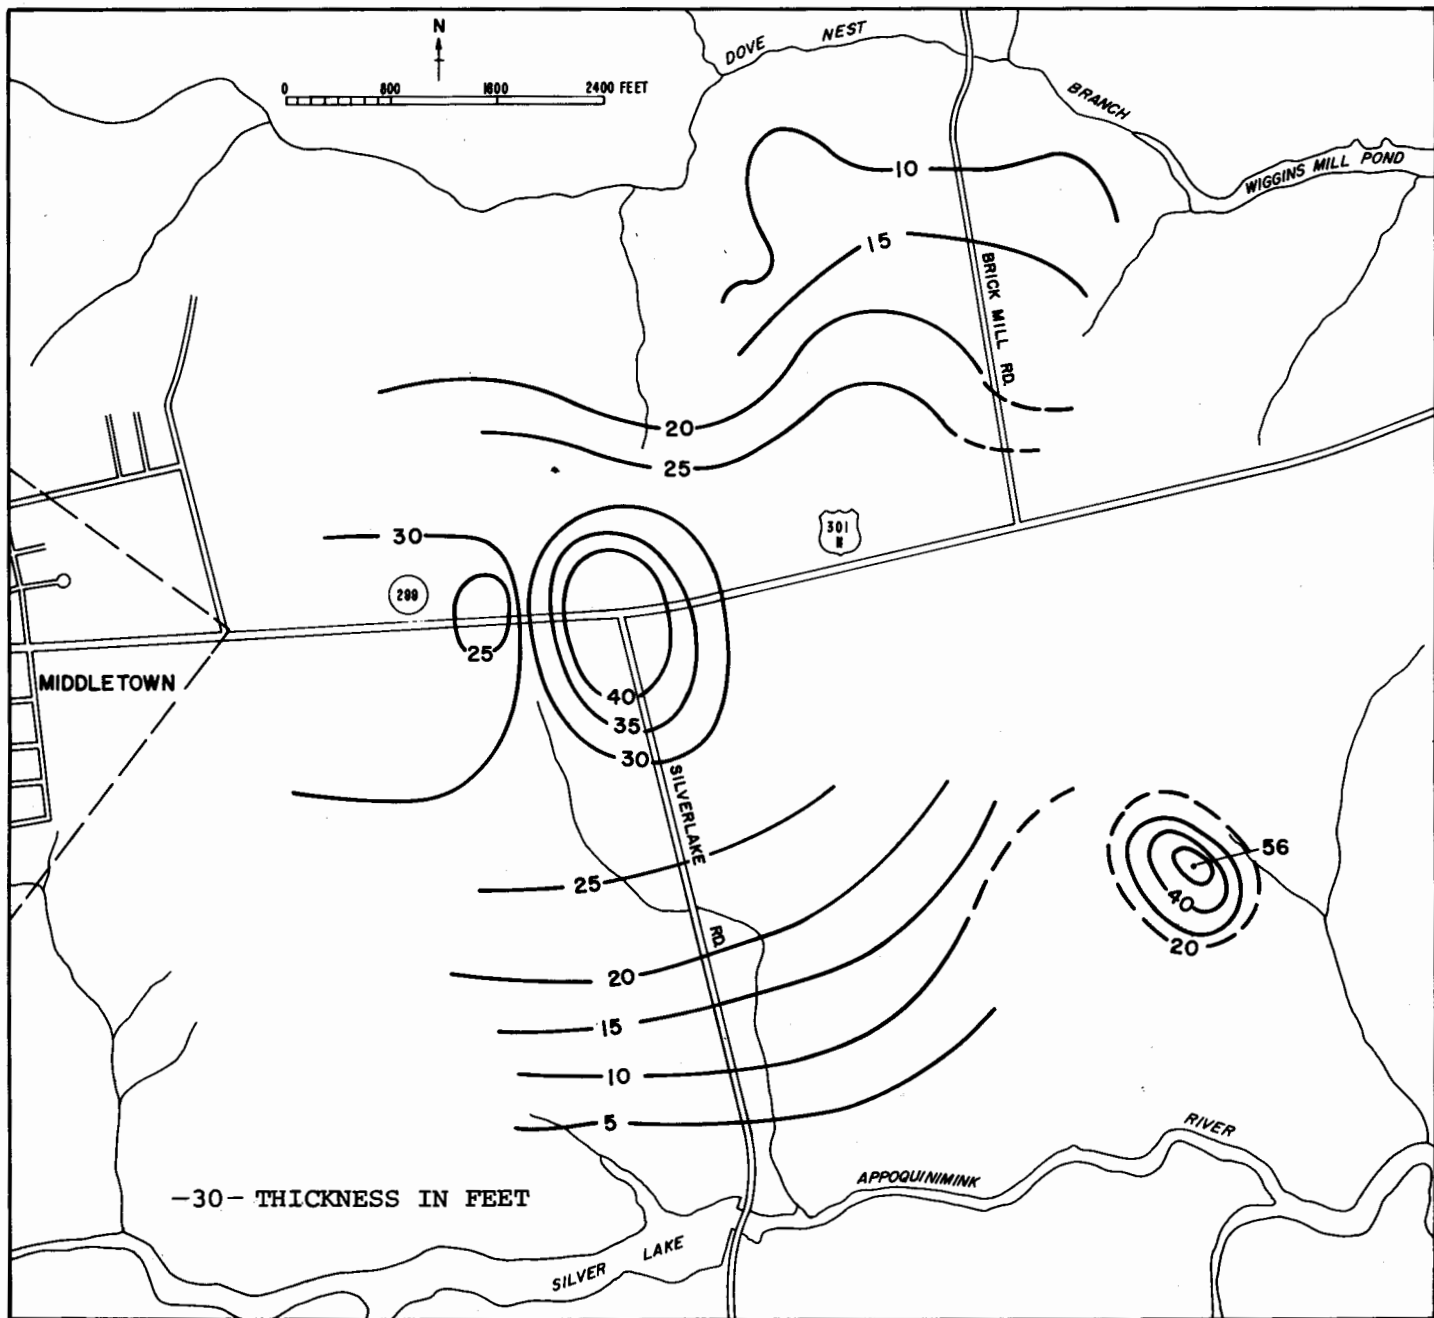 N
0 800 1600 2400 FEET
DOVE NEST
BRANCH
WIGGINS MILL POND
10
15
BRICK MILL RD.
20
25
301
N
30
299
25
MIDDLETOWN
40
35
30
SILVERLAKE
RD.
25
56
40
20
20
15
10
5
RIVER
APPOQUINIMINK
-30- THICKNESS IN FEET
SILVER LAKE